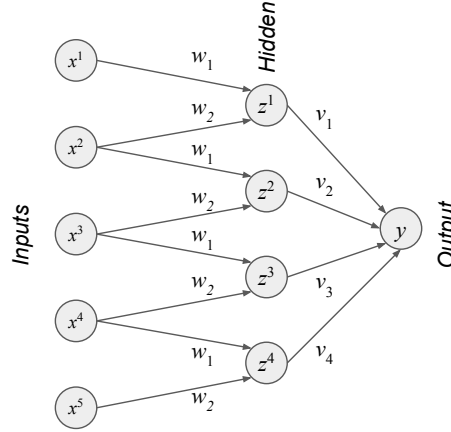 Inputs
x¹
x²
x³
x⁴
x⁵
w₁
w₂
w₁
w₂
w₁
w₂
w₁
w₂
Hidden
z¹
z²
z³
z⁴
v₁
v₂
v₃
v₄
y
Output